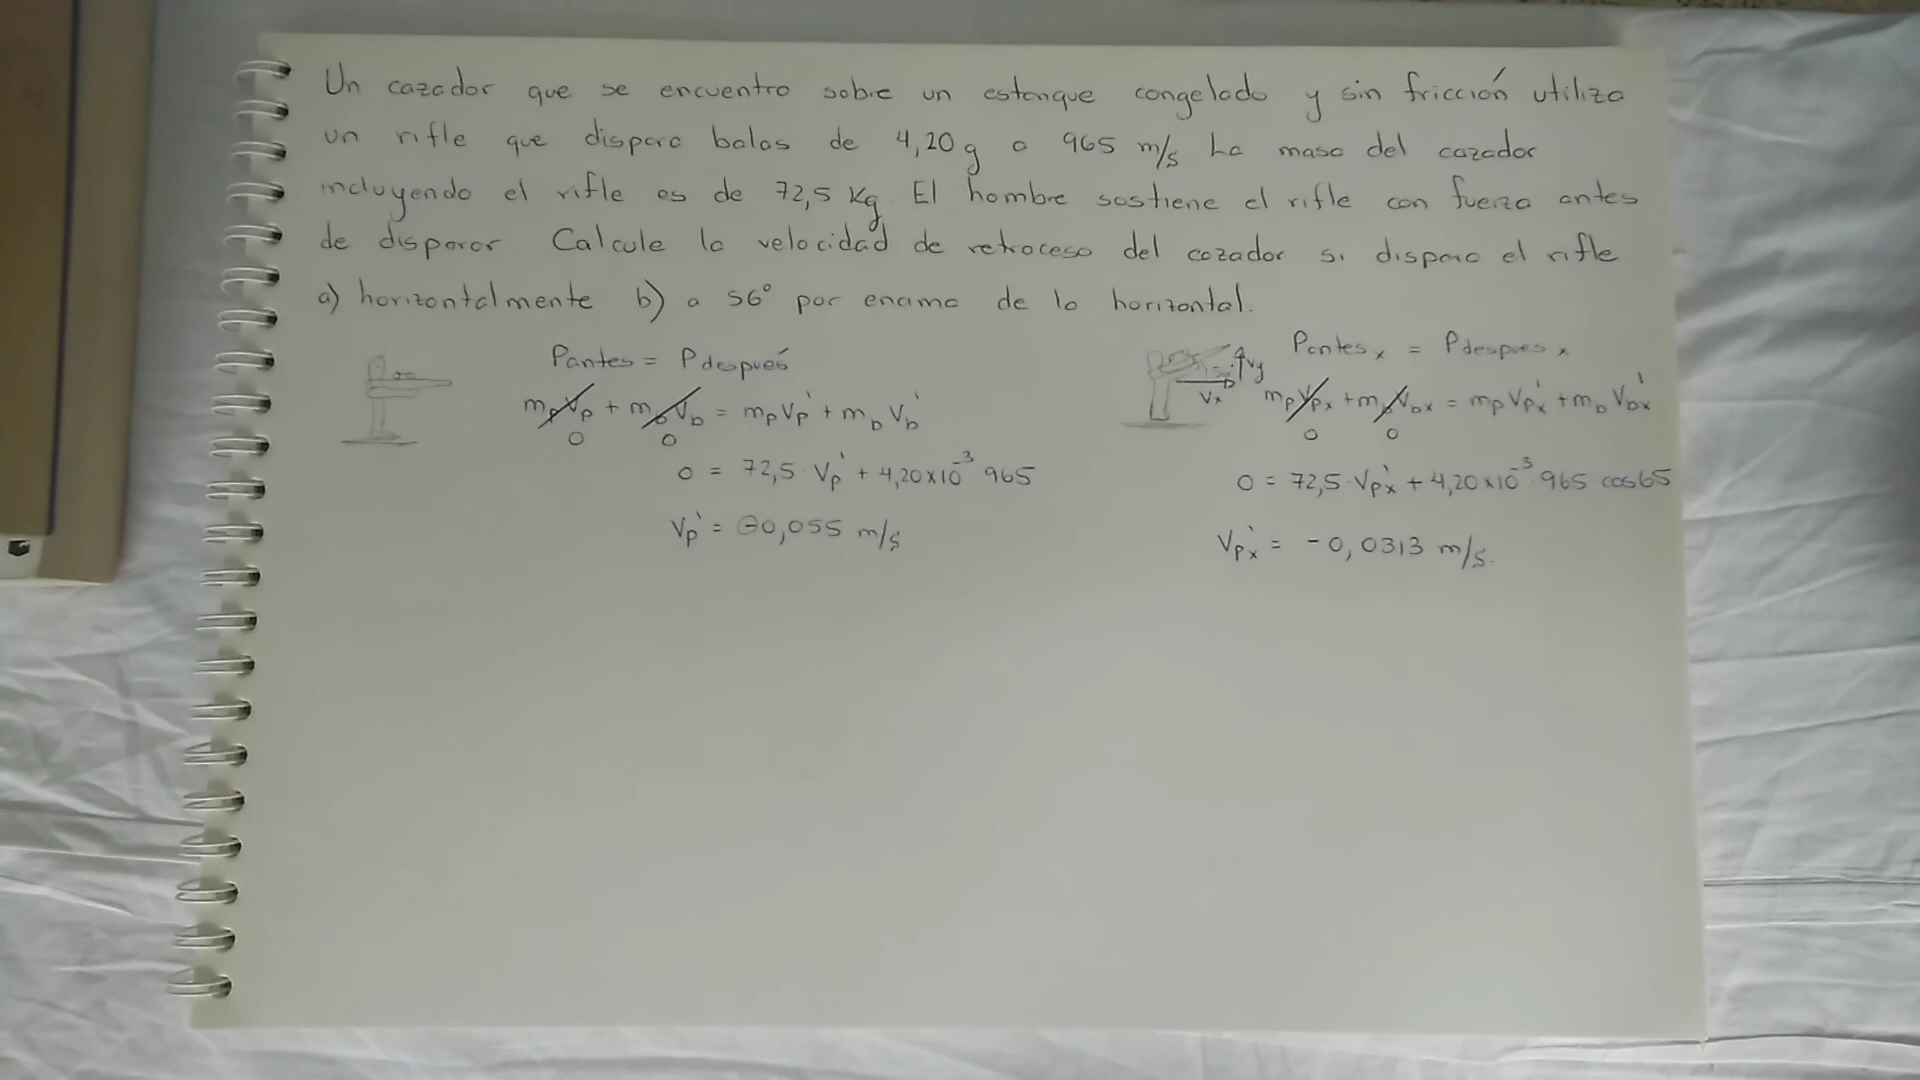 Un cazador que se encuentra sobre un estanque congelado y sin fricción utiliza
un rifle que dispara balas de 4,20 g a 965 m/s La masa del cazador
incluyendo el rifle es de 72,5 Kg El hombre sostiene el rifle con fuerza antes
de disparar Calcule la velocidad de retroceso del cazador si dispara el rifle
a) horizontalmente b) a 56° por encima de la horizontal.
Pantes = P después
mpVp + mbVb = mpVp' + mbVb'
0 0
0 = 72,5 · Vp' + 4,20x10⁻³ 965
Vp' = -0,055 m/s
Vy
Vx
Pantes x = P despues x
mpVpx + mbVbx = mpVpx' + mbVbx'
0 0
0 = 72,5 · Vpx' + 4,20x10⁻³ · 965 cos65
Vpx' = -0,0313 m/s.